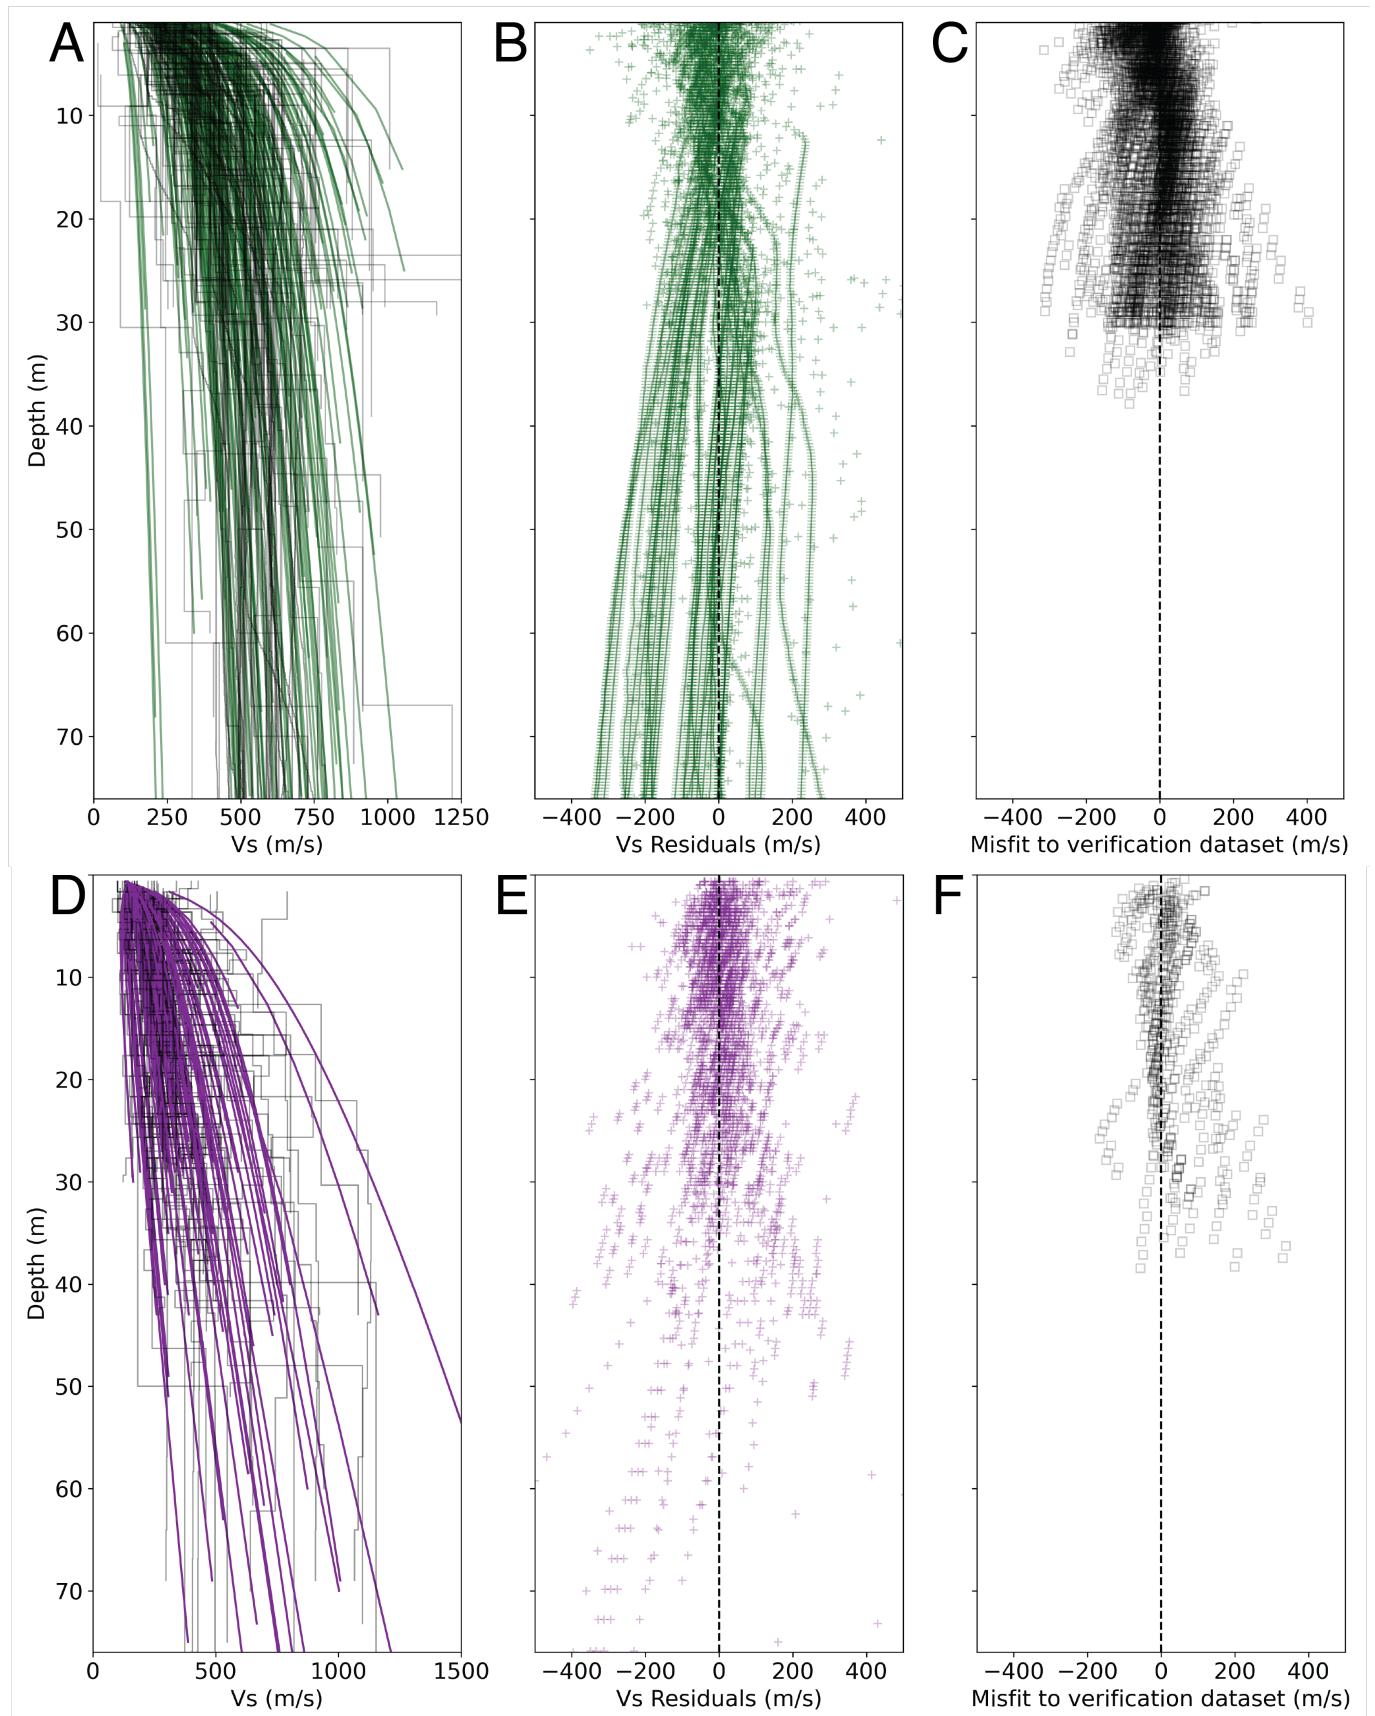 A
B
C
10
20
30
40
50
60
70
Depth (m)
0 250 500 750 1000 1250
−400 −200 0 200 400
−400 −200 0 200 400
Vs (m/s)
Vs Residuals (m/s)
Misfit to verification dataset (m/s)
D
E
F
10
20
30
40
50
60
70
Depth (m)
0 500 1000 1500
−400 −200 0 200 400
−400 −200 0 200 400
Vs (m/s)
Vs Residuals (m/s)
Misfit to verification dataset (m/s)